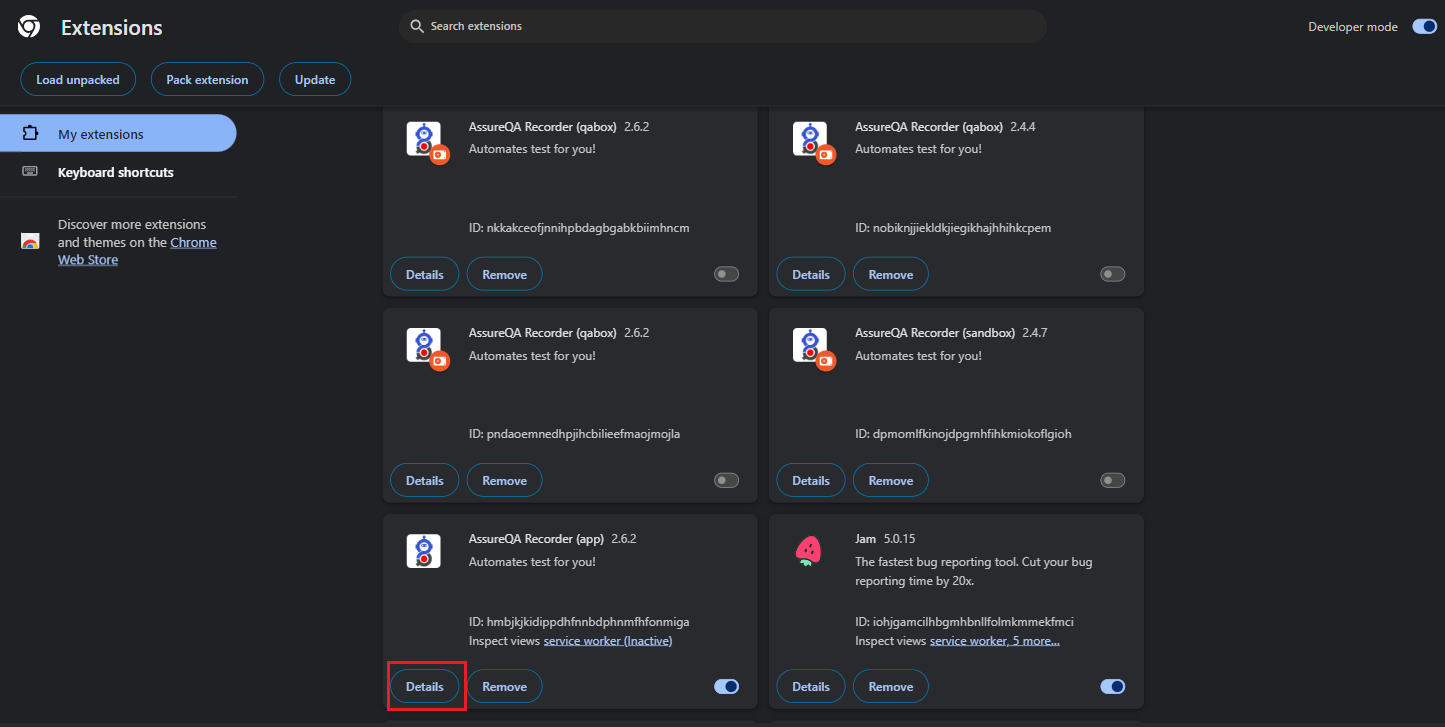 Extensions
Search extensions
Developer mode
Load unpacked
Pack extension
Update
My extensions
Keyboard shortcuts
Discover more extensions
and themes on the Chrome
Web Store
AssureQA Recorder (qabox) 2.6.2
Automates test for you!
ID: nkkakceofjnnihpbdagbgabkbiimhncm
Details
Remove
AssureQA Recorder (qabox) 2.4.4
Automates test for you!
ID: nobiknjjiekldkjiegikhajhhihkcpem
Details
Remove
AssureQA Recorder (qabox) 2.6.2
Automates test for you!
ID: pndaoemnedhpjihcbilieefmaojmojla
Details
Remove
AssureQA Recorder (sandbox) 2.4.7
Automates test for you!
ID: dpmomlfkinojdpgmhfihkmiokoflgioh
Details
Remove
AssureQA Recorder (app) 2.6.2
Automates test for you!
ID: hmbjkjkidippdhfnnbdphnmfhfonmiga
Inspect views service worker (Inactive)
Details
Remove
Jam 5.0.15
The fastest bug reporting tool. Cut your bug
reporting time by 20x.
ID: iohjgamcilhbgmhbnllfolmkmmekfmci
Inspect views service worker, 5 more...
Details
Remove